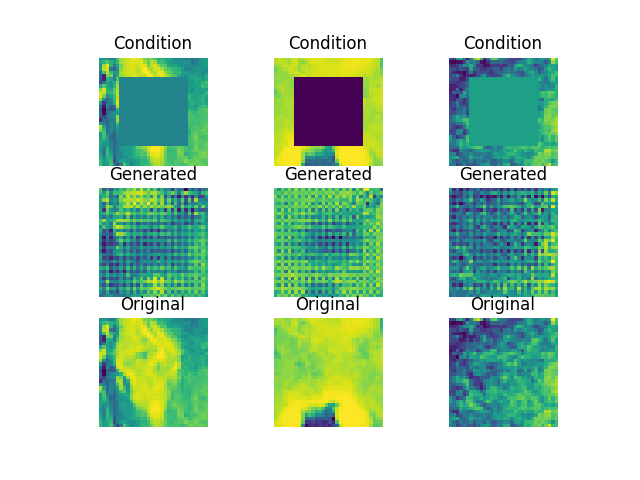 Condition Condition Condition
Generated Generated Generated
Original Original Original